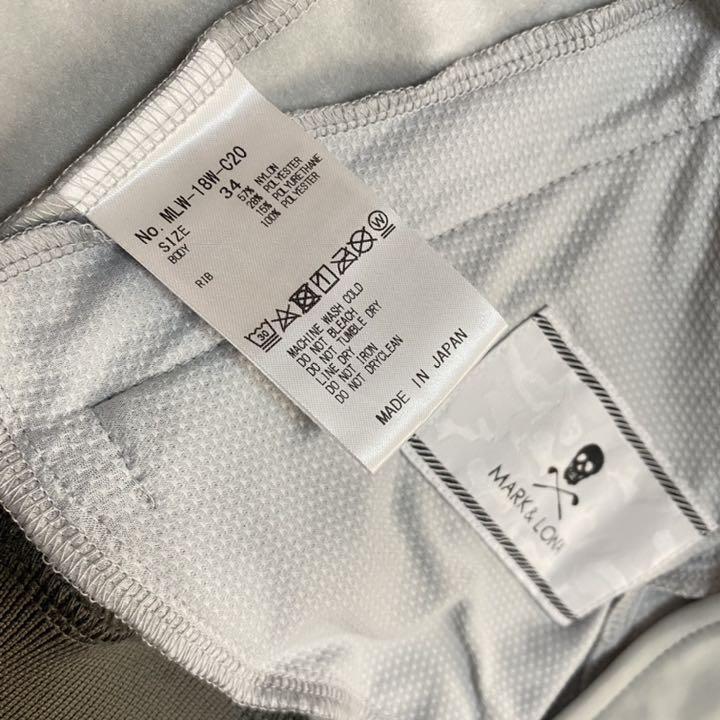 No. MLW-18W-C20
SIZE 34
BODY 57% NYLON
28% POLYESTER
15% POLYURETHANE
RIB 100% POLYESTER
30
W
MACHINE WASH COLD
DO NOT BLEACH
DO NOT TUMBLE DRY
LINE DRY
DO NOT IRON
DO NOT DRYCLEAN
MADE IN JAPAN
MARK & LONA